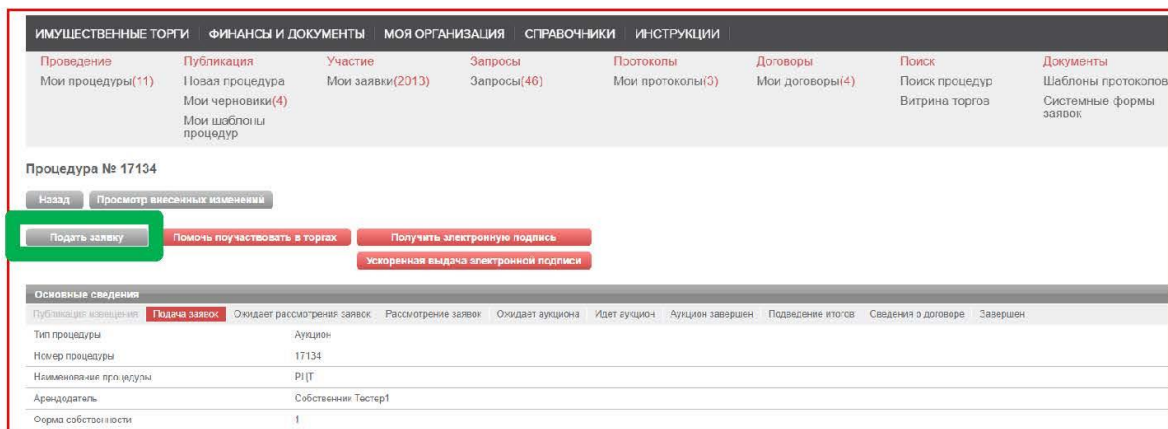 ИМУЩЕСТВЕННЫЕ ТОРГИ ФИНАНСЫ И ДОКУМЕНТЫ МОЯ ОРГАНИЗАЦИЯ СПРАВОЧНИКИ ИНСТРУКЦИИ
Проведение Публикация Участие Запросы Протоколы Договоры Поиск Документы
Мои процедуры(11) Новая процедура Мои заявки(2013) Запросы(46) Мои протоколы(3) Мои договоры(4) Поиск процедур Шаблоны протоколов
Мои черновики(4) Витрина торгов Системные формы
Мои шаблоны заявок
процедур
Процедура № 17134
Назад Просмотр внесенных изменений
Подать заявку Помочь поучаствовать в торгах Получить электронную подпись
Ускоренная выдача электронной подписи
Основные сведения
Публикация извещения Подача заявок Ожидает рассмотрения заявок Рассмотрение заявок Ожидает аукциона Идет аукцион Аукцион завершен Подведение итогов Сведения о договоре Завершен
Тип процедуры Аукцион
Номер процедуры 17134
Наименование процедуры
Арендодатель Собственник Тестер1
Форма собственности 1